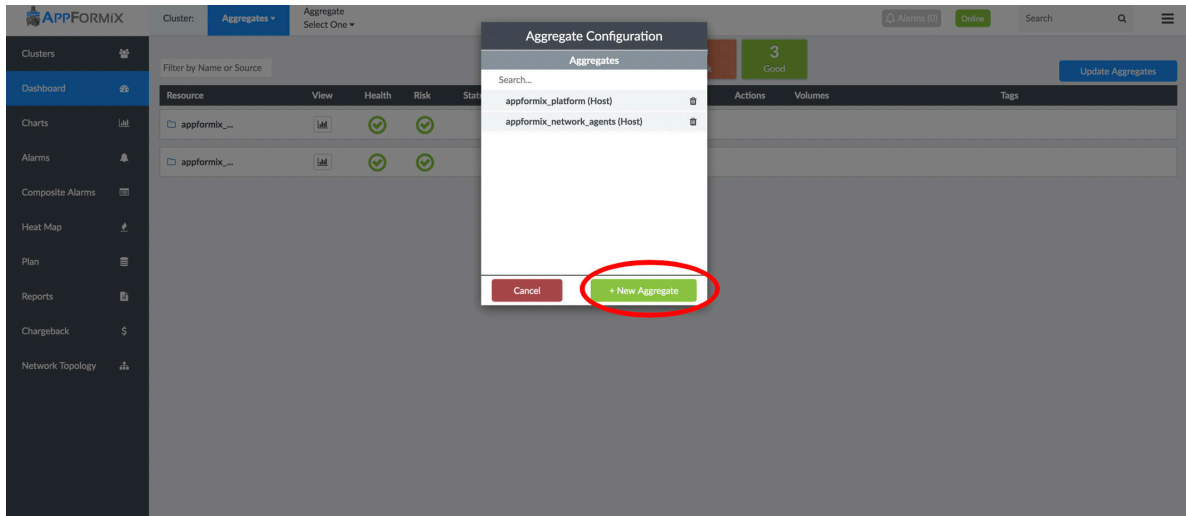 APPFORMIX
Cluster:
Aggregates
Aggregate
Select One
Alarms (0)
Online
Search
Clusters
Dashboard
Charts
Alarms
Composite Alarms
Heat Map
Plan
Reports
Chargeback
$
Network Topology
Filter by Name or Source
3
Good
Update Aggregates
Resource View Health Risk Actions Volumes Tags
appformix_...
appformix_...
Aggregate Configuration
Aggregates
Search...
appformix_platform (Host)
appformix_network_agents (Host)
Cancel
+ New Aggregate